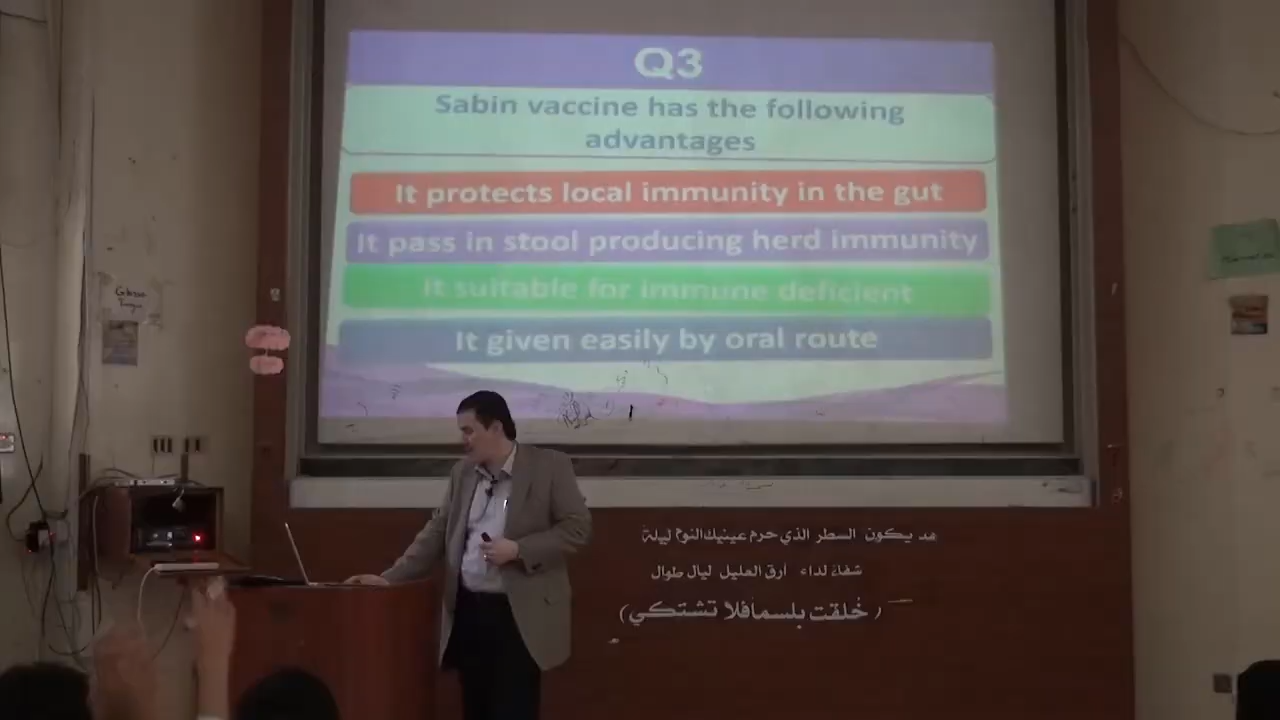 Q3
Sabin vaccine has the following
advantages
It protects local immunity in the gut
It pass in stool producing herd immunity
It suitable for immune deficient
It given easily by oral route
قد يكون السطر الذي حرم عينيك النوم ليلة
شفاءً لداء أرق العليل ليال طوال
(خُلقت بلسماً فلا تشتكي)